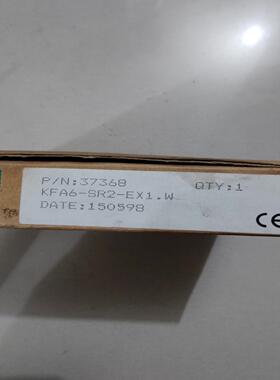 P/N:37368
KFA6-SR2-EX1.W QTY:1
DATE:150598
CE